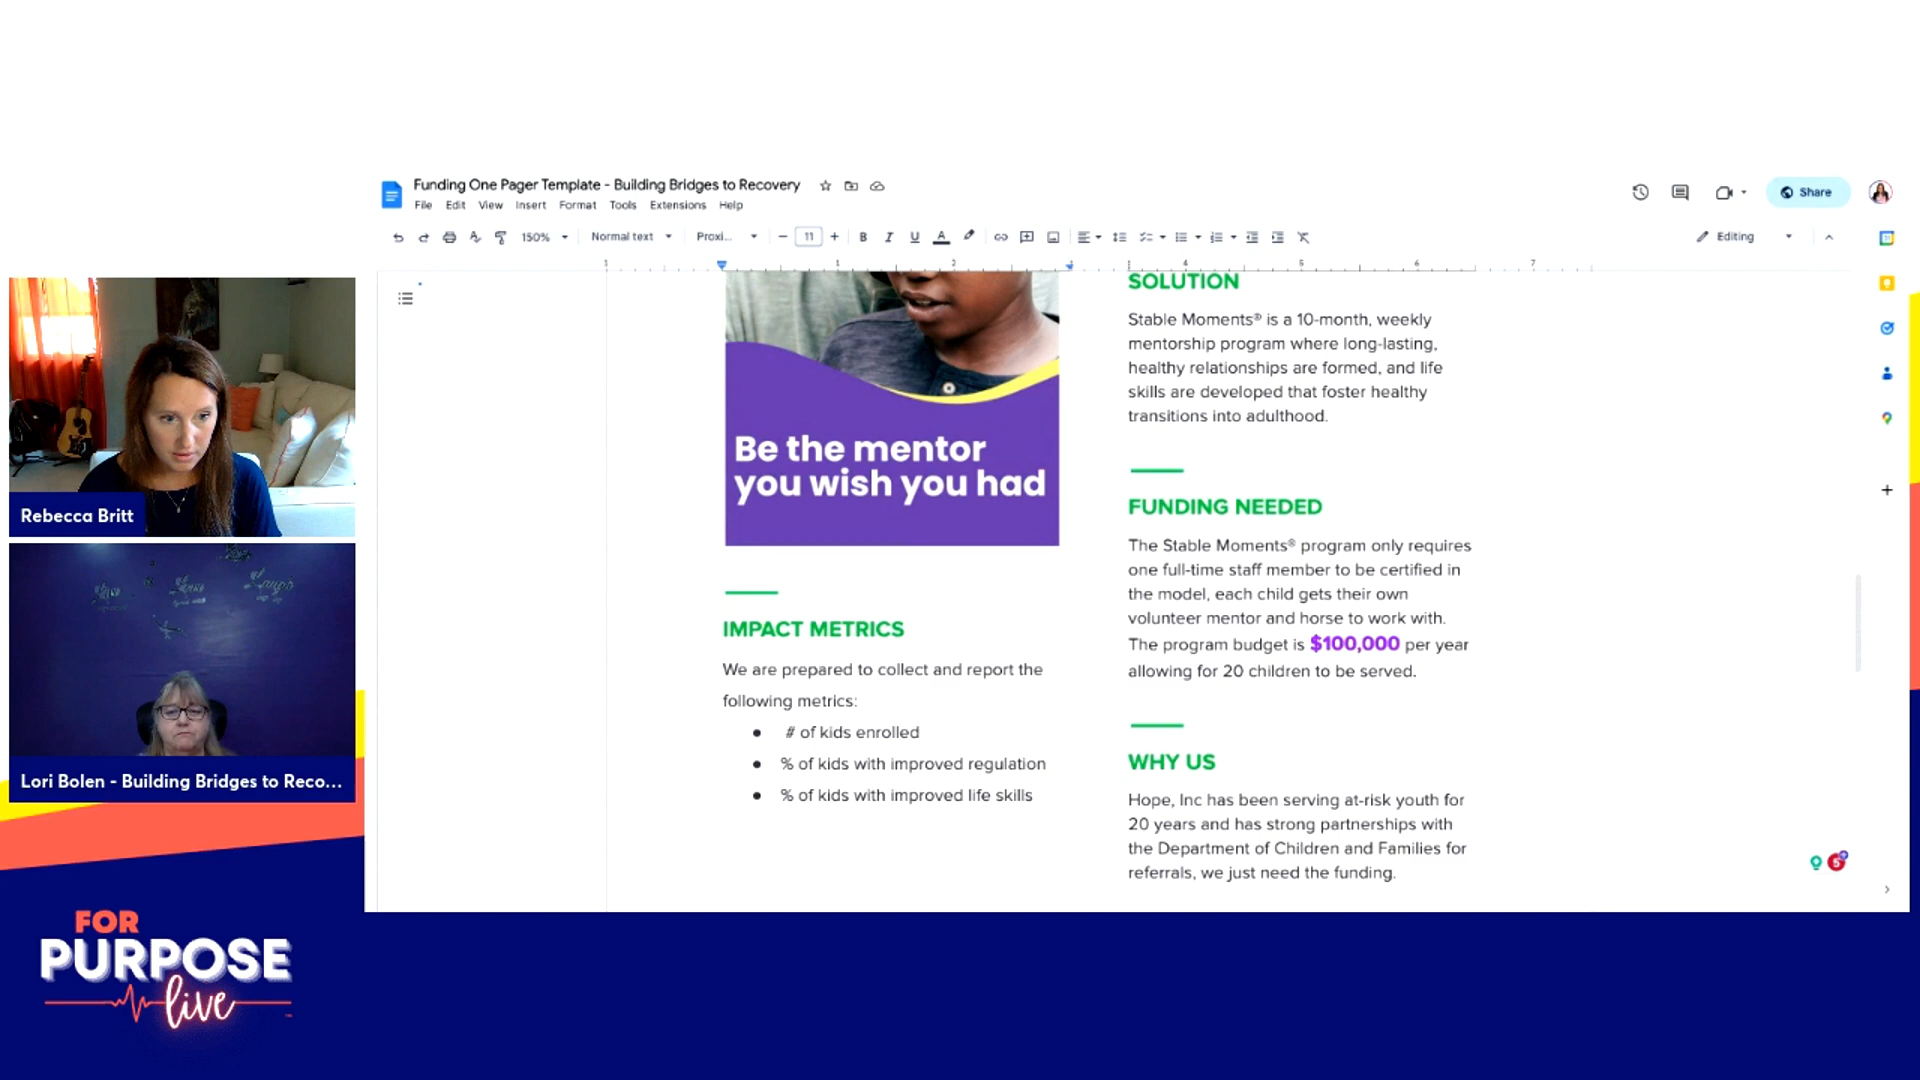 Funding One Pager Template - Building Bridges to Recovery
File Edit View Insert Format Tools Extensions Help
Share
150% Normal text Proxi... 11 B I U A
Editing
1 1 2 3 4 5 6 7
Be the mentor
you wish you had
IMPACT METRICS
We are prepared to collect and report the
following metrics:
# of kids enrolled
% of kids with improved regulation
% of kids with improved life skills
SOLUTION
Stable Moments® is a 10-month, weekly
mentorship program where long-lasting,
healthy relationships are formed, and life
skills are developed that foster healthy
transitions into adulthood.
FUNDING NEEDED
The Stable Moments® program only requires
one full-time staff member to be certified in
the model, each child gets their own
volunteer mentor and horse to work with.
The program budget is $100,000 per year
allowing for 20 children to be served.
WHY US
Hope, Inc has been serving at-risk youth for
20 years and has strong partnerships with
the Department of Children and Families for
referrals, we just need the funding.
5
Rebecca Britt
Lori Bolen - Building Bridges to Reco...
FOR
PURPOSE
live